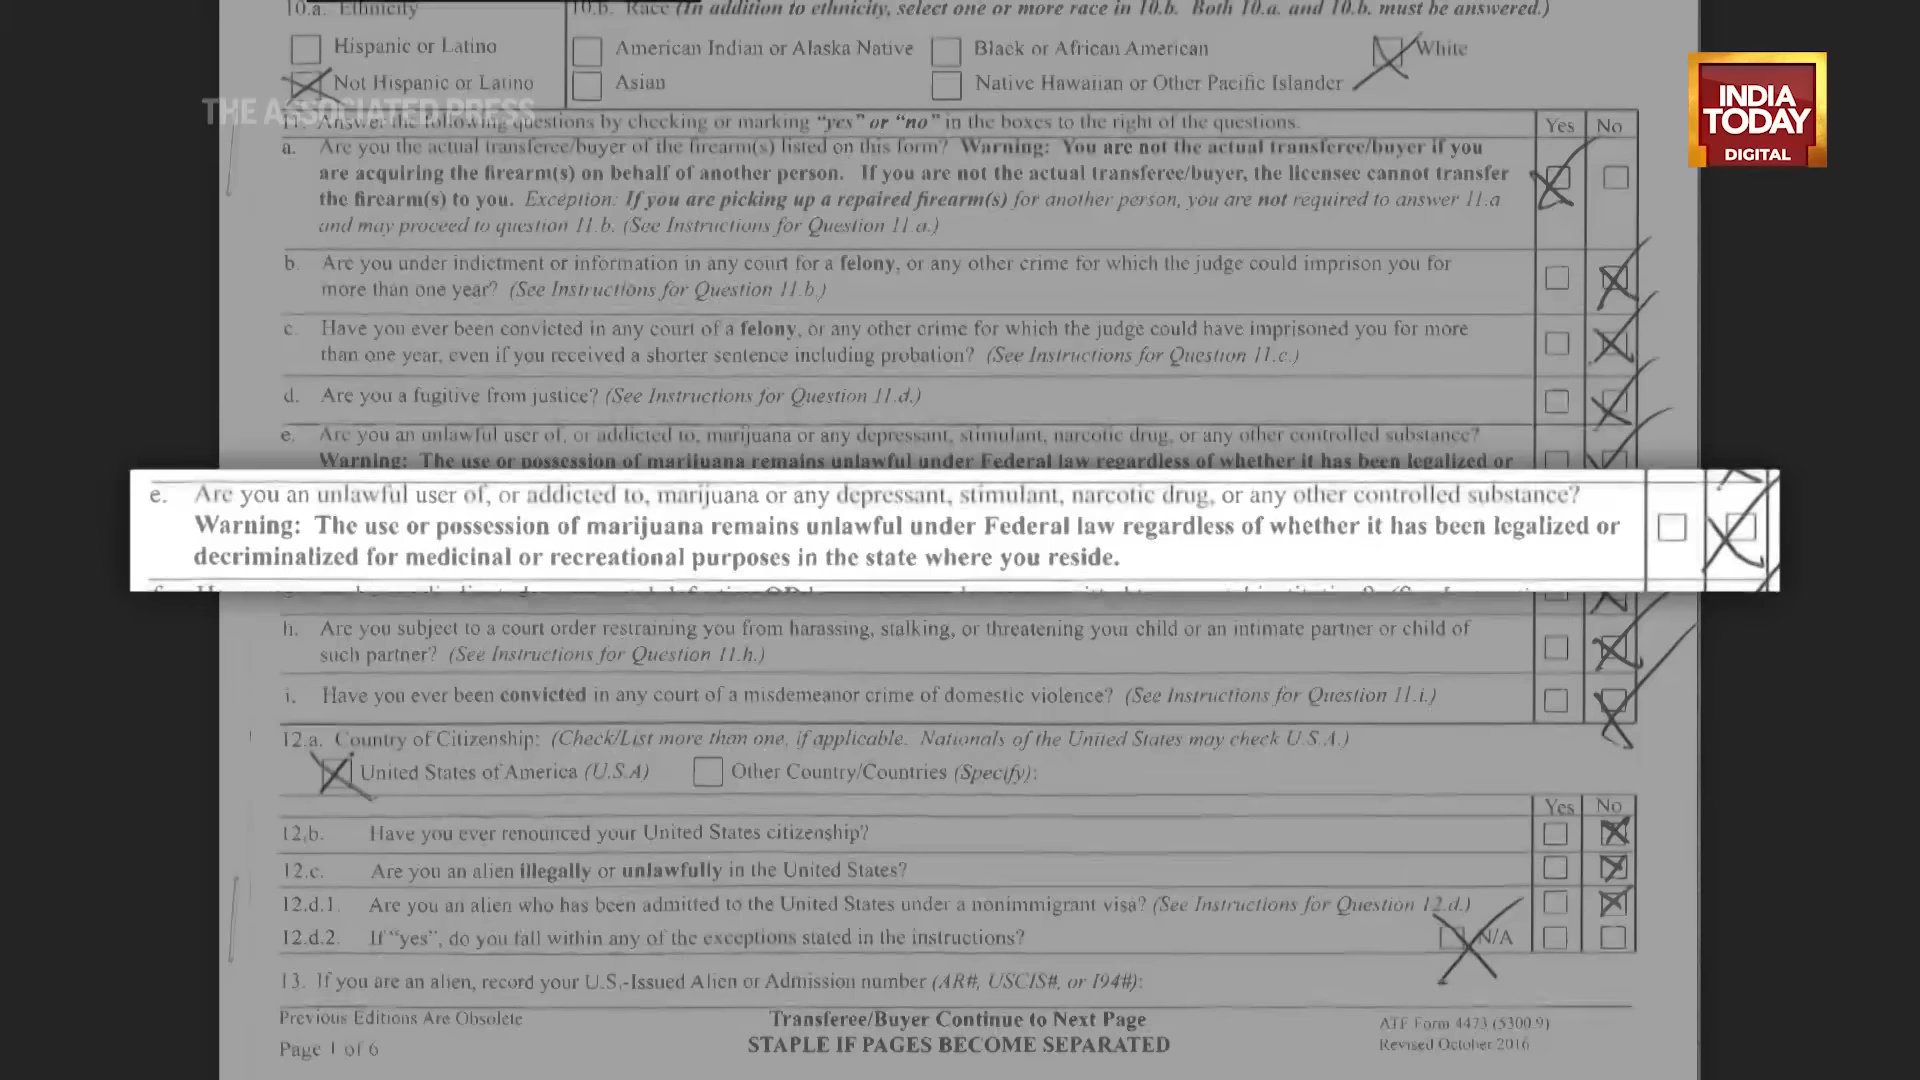 10.a. Ethnicity
10.b. Race (In addition to ethnicity, select one or more race in 10.b. Both 10.a. and 10.b. must be answered.)
Hispanic or Latino
American Indian or Alaska Native
Black or African American
White
Not Hispanic or Latino
Asian
Native Hawaiian or Other Pacific Islander
THE ASSOCIATED PRESS
INDIA
TODAY
DIGITAL
11. Answer the following questions by checking or marking "yes" or "no" in the boxes to the right of the questions.
Yes
No
a. Are you the actual transferee/buyer of the firearm(s) listed on this form? Warning: You are not the actual transferee/buyer if you
are acquiring the firearm(s) on behalf of another person. If you are not the actual transferee/buyer, the licensee cannot transfer
the firearm(s) to you. Exception: If you are picking up a repaired firearm(s) for another person, you are not required to answer 11.a
and may proceed to question 11.b. (See Instructions for Question 11.a.)
b. Are you under indictment or information in any court for a felony, or any other crime for which the judge could imprison you for
more than one year? (See Instructions for Question 11.b.)
c. Have you ever been convicted in any court of a felony, or any other crime for which the judge could have imprisoned you for more
than one year, even if you received a shorter sentence including probation? (See Instructions for Question 11.c.)
d. Are you a fugitive from justice? (See Instructions for Question 11.d.)
e. Are you an unlawful user of, or addicted to, marijuana or any depressant, stimulant, narcotic drug, or any other controlled substance?
Warning: The use or possession of marijuana remains unlawful under Federal law regardless of whether it has been legalized or
e. Are you an unlawful user of, or addicted to, marijuana or any depressant, stimulant, narcotic drug, or any other controlled substance?
Warning: The use or possession of marijuana remains unlawful under Federal law regardless of whether it has been legalized or
decriminalized for medicinal or recreational purposes in the state where you reside.
h. Are you subject to a court order restraining you from harassing, stalking, or threatening your child or an intimate partner or child of
such partner? (See Instructions for Question 11.h.)
i. Have you ever been convicted in any court of a misdemeanor crime of domestic violence? (See Instructions for Question 11.i.)
12.a. Country of Citizenship: (Check/List more than one, if applicable. Nationals of the United States may check U.S.A.)
United States of America (U.S.A)
Other Country/Countries (Specify):
Yes
No
12.b. Have you ever renounced your United States citizenship?
12.c. Are you an alien illegally or unlawfully in the United States?
12.d.1. Are you an alien who has been admitted to the United States under a nonimmigrant visa? (See Instructions for Question 12.d.)
12.d.2. If "yes", do you fall within any of the exceptions stated in the instructions?
N/A
13. If you are an alien, record your U.S.-Issued Alien or Admission number (AR#, USCIS#, or I94#):
Previous Editions Are Obsolete
Transferee/Buyer Continue to Next Page
ATF Form 4473 (5300.9)
Page 1 of 6
STAPLE IF PAGES BECOME SEPARATED
Revised October 2016